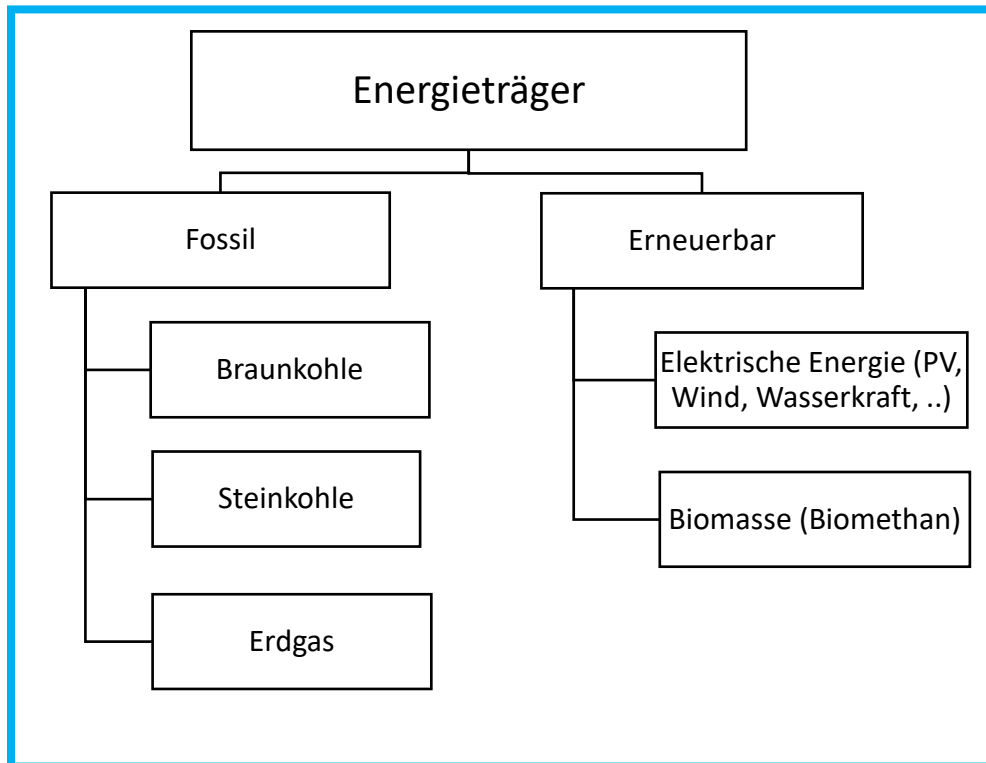 Energieträger
Fossil
Erneuerbar
Braunkohle
Elektrische Energie (PV,
Wind, Wasserkraft, ..)
Steinkohle
Biomasse (Biomethan)
Erdgas